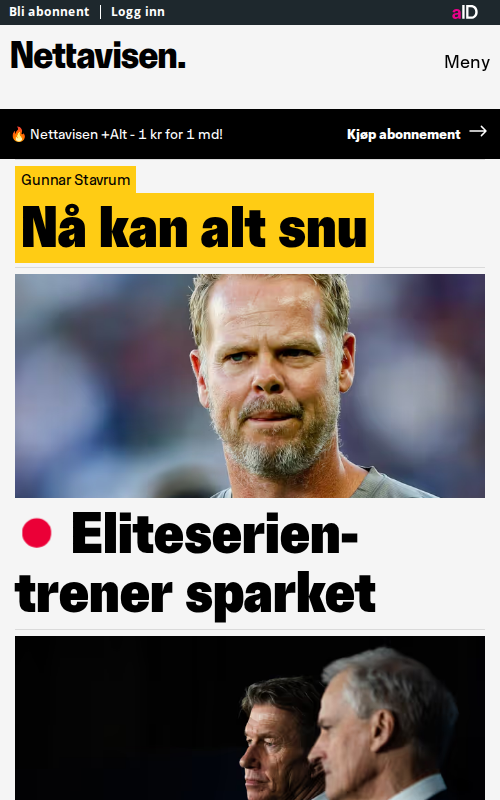 Bli abonnent | Logg inn
aID
Nettavisen.
Meny
🔥 Nettavisen +Alt - 1 kr for 1 md!
Kjøp abonnement →
Gunnar Stavrum
Nå kan alt snu
Eliteserien-
trener sparket